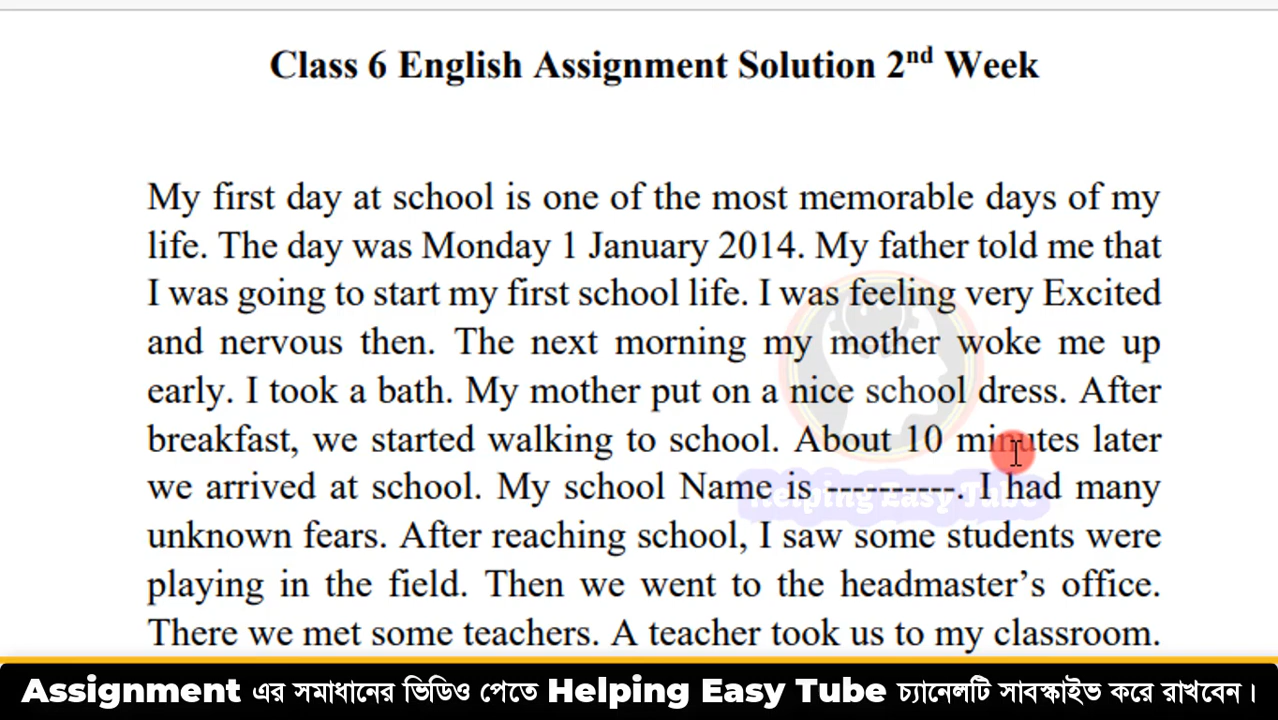 Class 6 English Assignment Solution 2nd Week
My first day at school is one of the most memorable days of my
life. The day was Monday 1 January 2014. My father told me that
I was going to start my first school life. I was feeling very Excited
and nervous then. The next morning my mother woke me up
early. I took a bath. My mother put on a nice school dress. After
breakfast, we started walking to school. About 10 minutes later
we arrived at school. My school Name is -----------. I had many
Helping Easy Tube
unknown fears. After reaching school, I saw some students were
playing in the field. Then we went to the headmaster’s office.
There we met some teachers. A teacher took us to my classroom.
Assignment এর সমাধানের ভিডিও পেতে Helping Easy Tube চ্যানেলটি সাবস্ক্রাইভ করে রাখবেন।